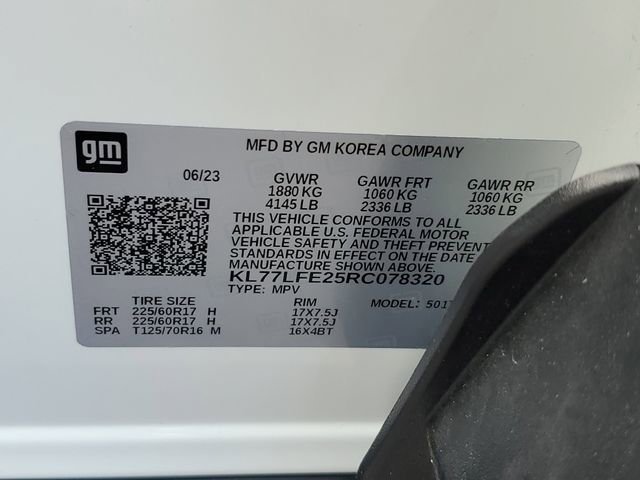 gm
MFD BY GM KOREA COMPANY
06/23
GVWR GAWR FRT GAWR RR
1880 KG 1060 KG 1060 KG
4145 LB 2336 LB 2336 LB
THIS VEHICLE CONFORMS TO ALL
APPLICABLE U.S. FEDERAL MOTOR
VEHICLE SAFETY AND THEFT PREVENT
STANDARDS IN EFFECT ON THE DATE
MANUFACTURE SHOWN ABOVE.
KL77LFE25RC078320
TYPE: MPV MODEL:
TIRE SIZE RIM
FRT 225/60R17 H 17X7.5J
RR 225/60R17 H 17X7.5J
SPA T125/70R16 M 16X4BT